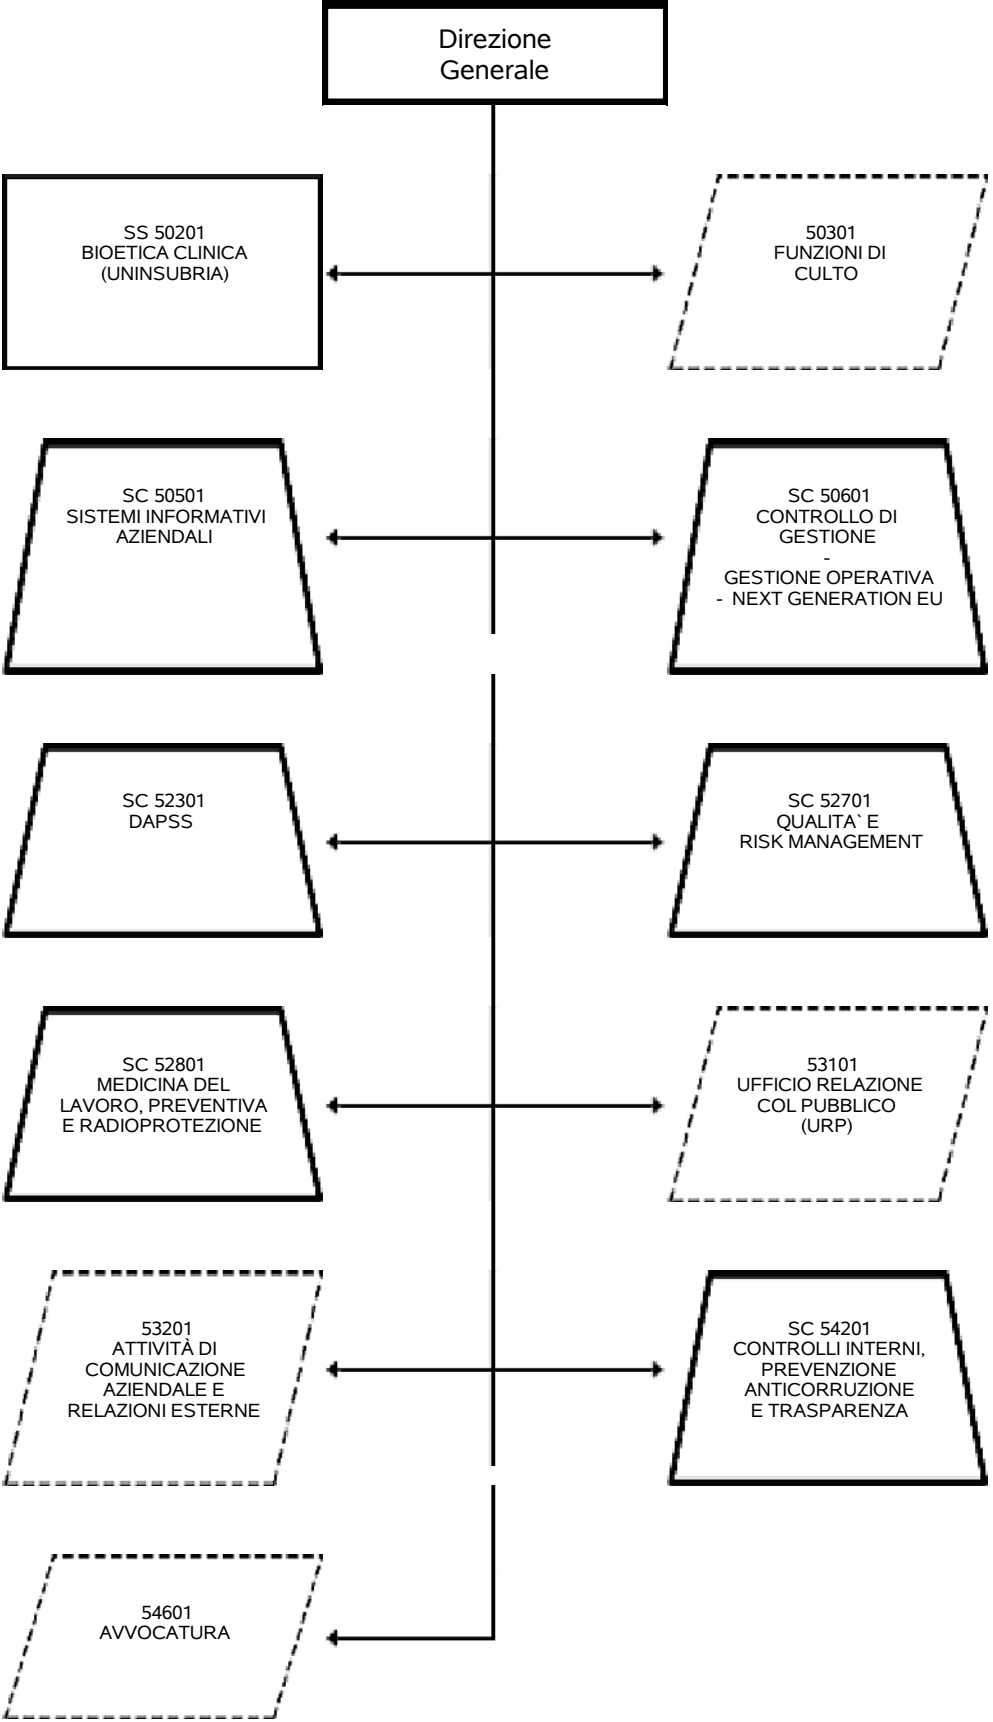 Direzione
Generale
SS 50201
BIOETICA CLINICA
(UNINSUBRIA)
50301
FUNZIONI DI
CULTO
SC 50501
SISTEMI INFORMATIVI
AZIENDALI
SC 50601
CONTROLLO DI
GESTIONE
-
GESTIONE OPERATIVA
- NEXT GENERATION EU
SC 52301
DAPSS
SC 52701
QUALITA` E
RISK MANAGEMENT
SC 52801
MEDICINA DEL
LAVORO, PREVENTIVA
E RADIOPROTEZIONE
53101
UFFICIO RELAZIONE
COL PUBBLICO
(URP)
53201
ATTIVITÀ DI
COMUNICAZIONE
AZIENDALE E
RELAZIONI ESTERNE
SC 54201
CONTROLLI INTERNI,
PREVENZIONE
ANTICORRUZIONE
E TRASPARENZA
54601
AVVOCATURA